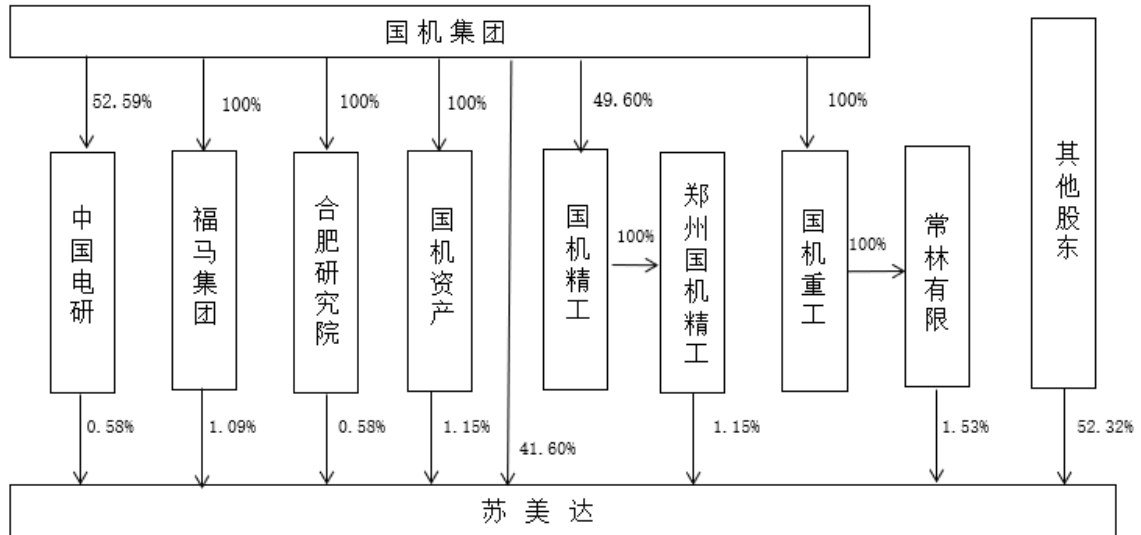 国机集团
52.59%
100%
100%
100%
49.60%
100%
中国电研
福马集团
合肥研究院
国机资产
国机精工
100%
郑州国机精工
国机重工
100%
常林有限
其他股东
0.58%
1.09%
0.58%
1.15%
41.60%
1.15%
1.53%
52.32%
苏美达